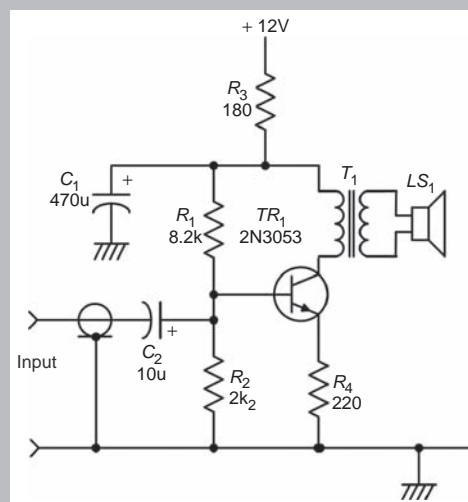 + 12V
R3
180
T1
LS1
C1
+
470u
R1
8.2k
TR1
2N3053
Input
C2
+
10u
R2
2k2
R4
220